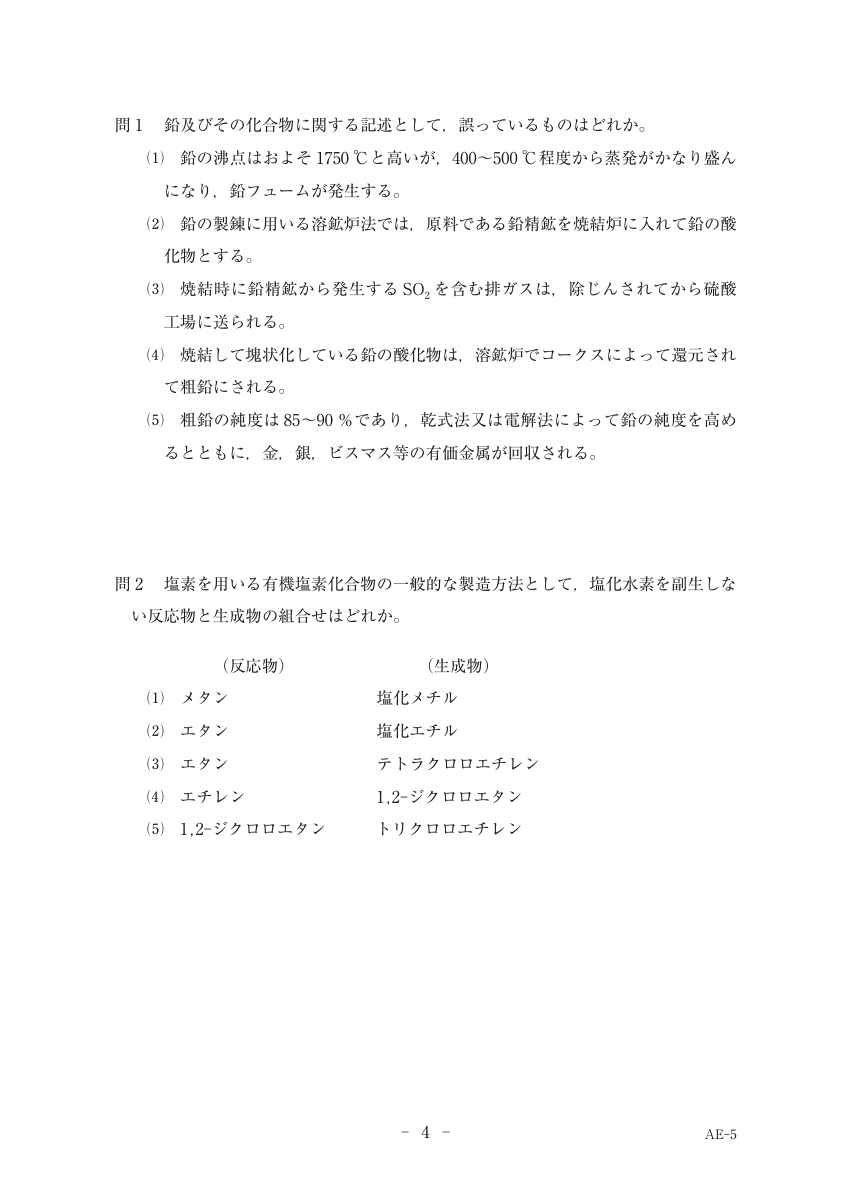 問1 鉛及びその化合物に関する記述として，誤っているものはどれか。
⑴ 鉛の沸点はおよそ 1750 ℃と高いが，400～500 ℃程度から蒸発がかなり盛ん
になり，鉛フュームが発生する。
⑵ 鉛の製錬に用いる溶鉱炉法では，原料である鉛精鉱を焼結炉に入れて鉛の酸
化物とする。
⑶ 焼結時に鉛精鉱から発生する SO₂ を含む排ガスは，除じんされてから硫酸
工場に送られる。
⑷ 焼結して塊状化している鉛の酸化物は，溶鉱炉でコークスによって還元され
て粗鉛にされる。
⑸ 粗鉛の純度は 85～90 ％であり，乾式法又は電解法によって鉛の純度を高め
るとともに，金，銀，ビスマス等の有価金属が回収される。
問2 塩素を用いる有機塩素化合物の一般的な製造方法として，塩化水素を副生しな
い反応物と生成物の組合せはどれか。
（反応物） （生成物）
⑴ メタン 塩化メチル
⑵ エタン 塩化エチル
⑶ エタン テトラクロロエチレン
⑷ エチレン 1,2-ジクロロエタン
⑸ 1,2-ジクロロエタン トリクロロエチレン
- 4 -
AE-5